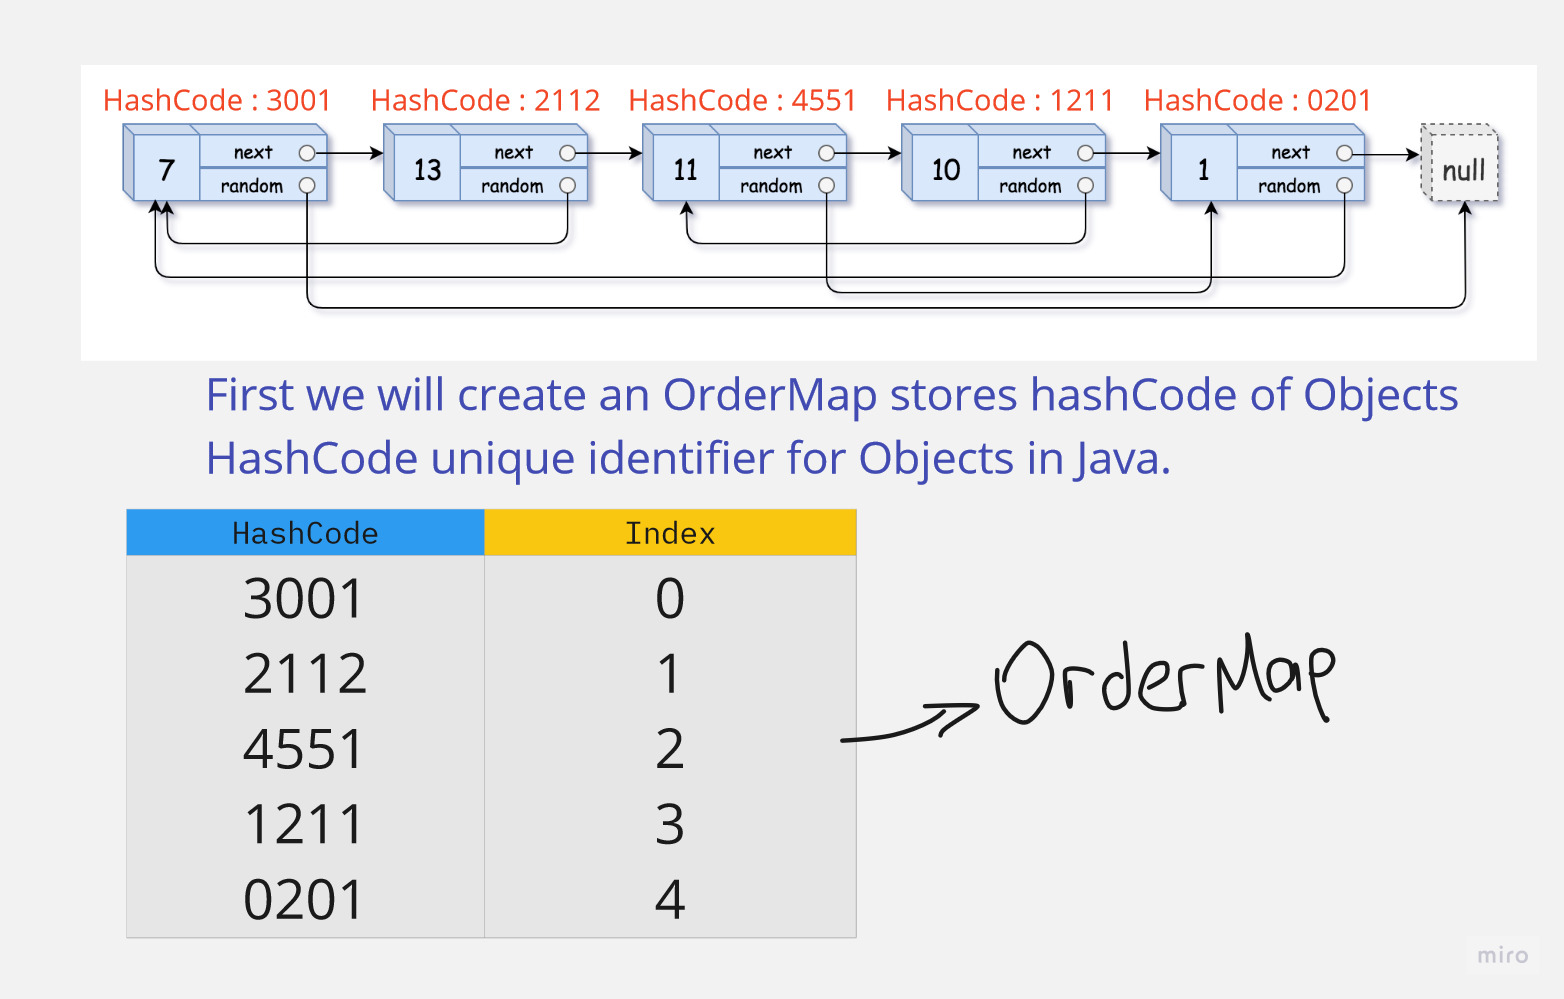 HashCode : 3001 HashCode : 2112 HashCode : 4551 HashCode : 1211 HashCode : 0201
7 next random 13 next random 11 next random 10 next random 1 next random null
First we will create an OrderMap stores hashCode of Objects
HashCode unique identifier for Objects in Java.
HashCode Index
3001 0
2112 1
4551 2
1211 3
0201 4
OrderMap
miro